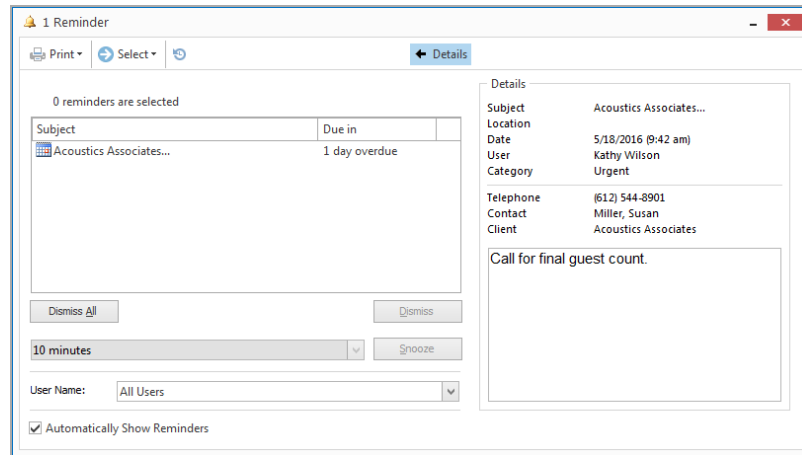 1 Reminder
Print Select Details
0 reminders are selected
Subject Due in
Acoustics Associates... 1 day overdue
Dismiss All Dismiss
10 minutes Snooze
User Name: All Users
Automatically Show Reminders
Details
Subject Acoustics Associates...
Location
Date 5/18/2016 (9:42 am)
User Kathy Wilson
Category Urgent
Telephone (612) 544-8901
Contact Miller, Susan
Client Acoustics Associates
Call for final guest count.